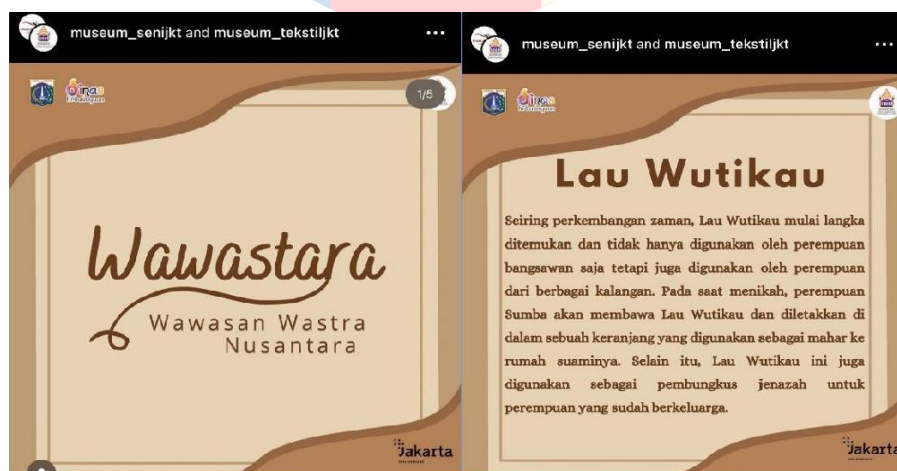 museum_senijkt and museum_tekstiljkt
1/5
Wawastara
Wawasan Wastra
Nusantara
Jakarta
museum_senijkt and museum_tekstiljkt
Lau Wutikau
Seiring perkembangan zaman, Lau Wutikau mulai langka
ditemukan dan tidak hanya digunakan oleh perempuan
bangsawan saja tetapi juga digunakan oleh perempuan
dari berbagai kalangan. Pada saat menikah, perempuan
Sumba akan membawa Lau Wutikau dan diletakkan di
dalam sebuah keranjang yang digunakan sebagai mahar ke
rumah suaminya. Selain itu, Lau Wutikau ini juga
digunakan sebagai pembungkus jenazah untuk
perempuan yang sudah berkeluarga.
Jakarta